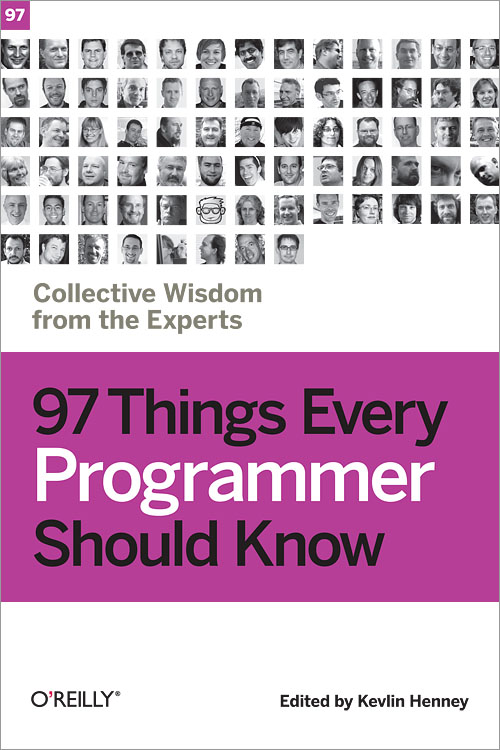 97
Collective Wisdom
from the Experts
97 Things Every
Programmer
Should Know
O'REILLY®
Edited by Kevlin Henney